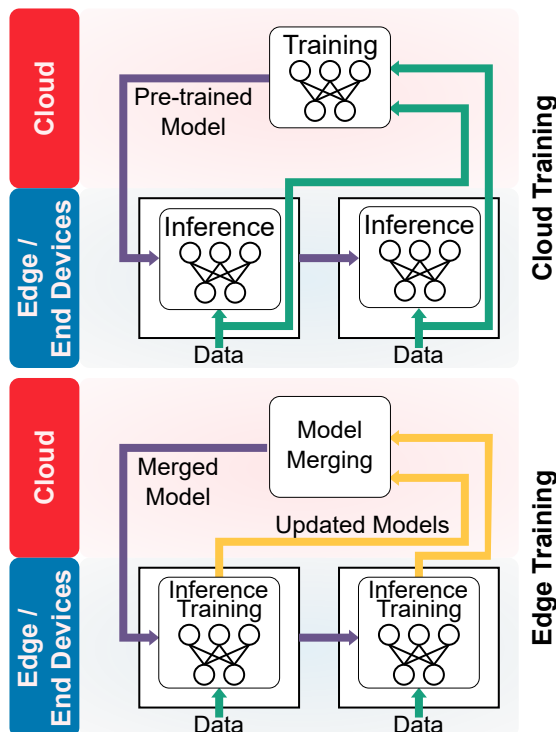 Cloud
Training
Pre-trained
Model
Cloud Training
Edge /
End Devices
Inference
Inference
Data
Data
Cloud
Model
Merging
Merged
Model
Updated Models
Edge Training
Edge /
End Devices
Inference
Training
Inference
Training
Data
Data